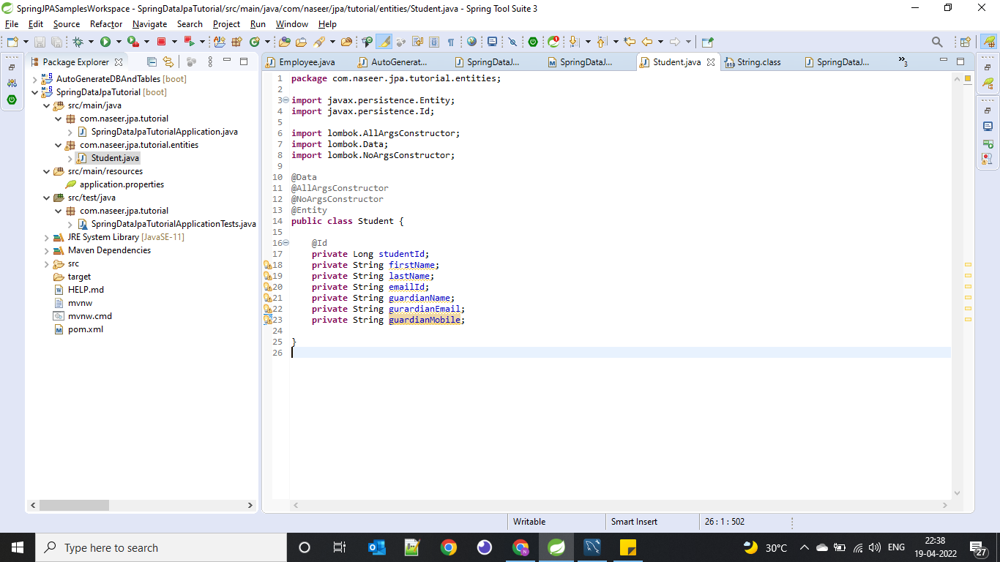 SpringJPASamplesWorkspace - SpringDataJpaTutorial/src/main/java/com/naseer/jpa/tutorial/entities/Student.java - Spring Tool Suite 3
File Edit Source Refactor Navigate Search Project Run Window Help
Package Explorer
AutoGenerateDBAndTables [boot]
SpringDataJpaTutorial [boot]
src/main/java
com.naseer.jpa.tutorial
SpringDataJpaTutorialApplication.java
com.naseer.jpa.tutorial.entities
Student.java
src/main/resources
application.properties
src/test/java
com.naseer.jpa.tutorial
SpringDataJpaTutorialApplicationTests.java
JRE System Library [JavaSE-11]
Maven Dependencies
src
target
HELP.md
mvnw
mvnw.cmd
pom.xml
Employee.java AutoGenerat... SpringDataJ... SpringDataJ... Student.java String.class SpringDataJ... »3
1 package com.naseer.jpa.tutorial.entities;
2
3 import javax.persistence.Entity;
4 import javax.persistence.Id;
5
6 import lombok.AllArgsConstructor;
7 import lombok.Data;
8 import lombok.NoArgsConstructor;
9
10 @Data
11 @AllArgsConstructor
12 @NoArgsConstructor
13 @Entity
14 public class Student {
15
16 @Id
17 private Long studentId;
18 private String firstName;
19 private String lastName;
20 private String emailId;
21 private String guardianName;
22 private String gurardianEmail;
23 private String guardianMobile;
24
25 }
26
Writable Smart Insert 26 : 1 : 502
Type here to search
30°C ENG 22:38
19-04-2022
27